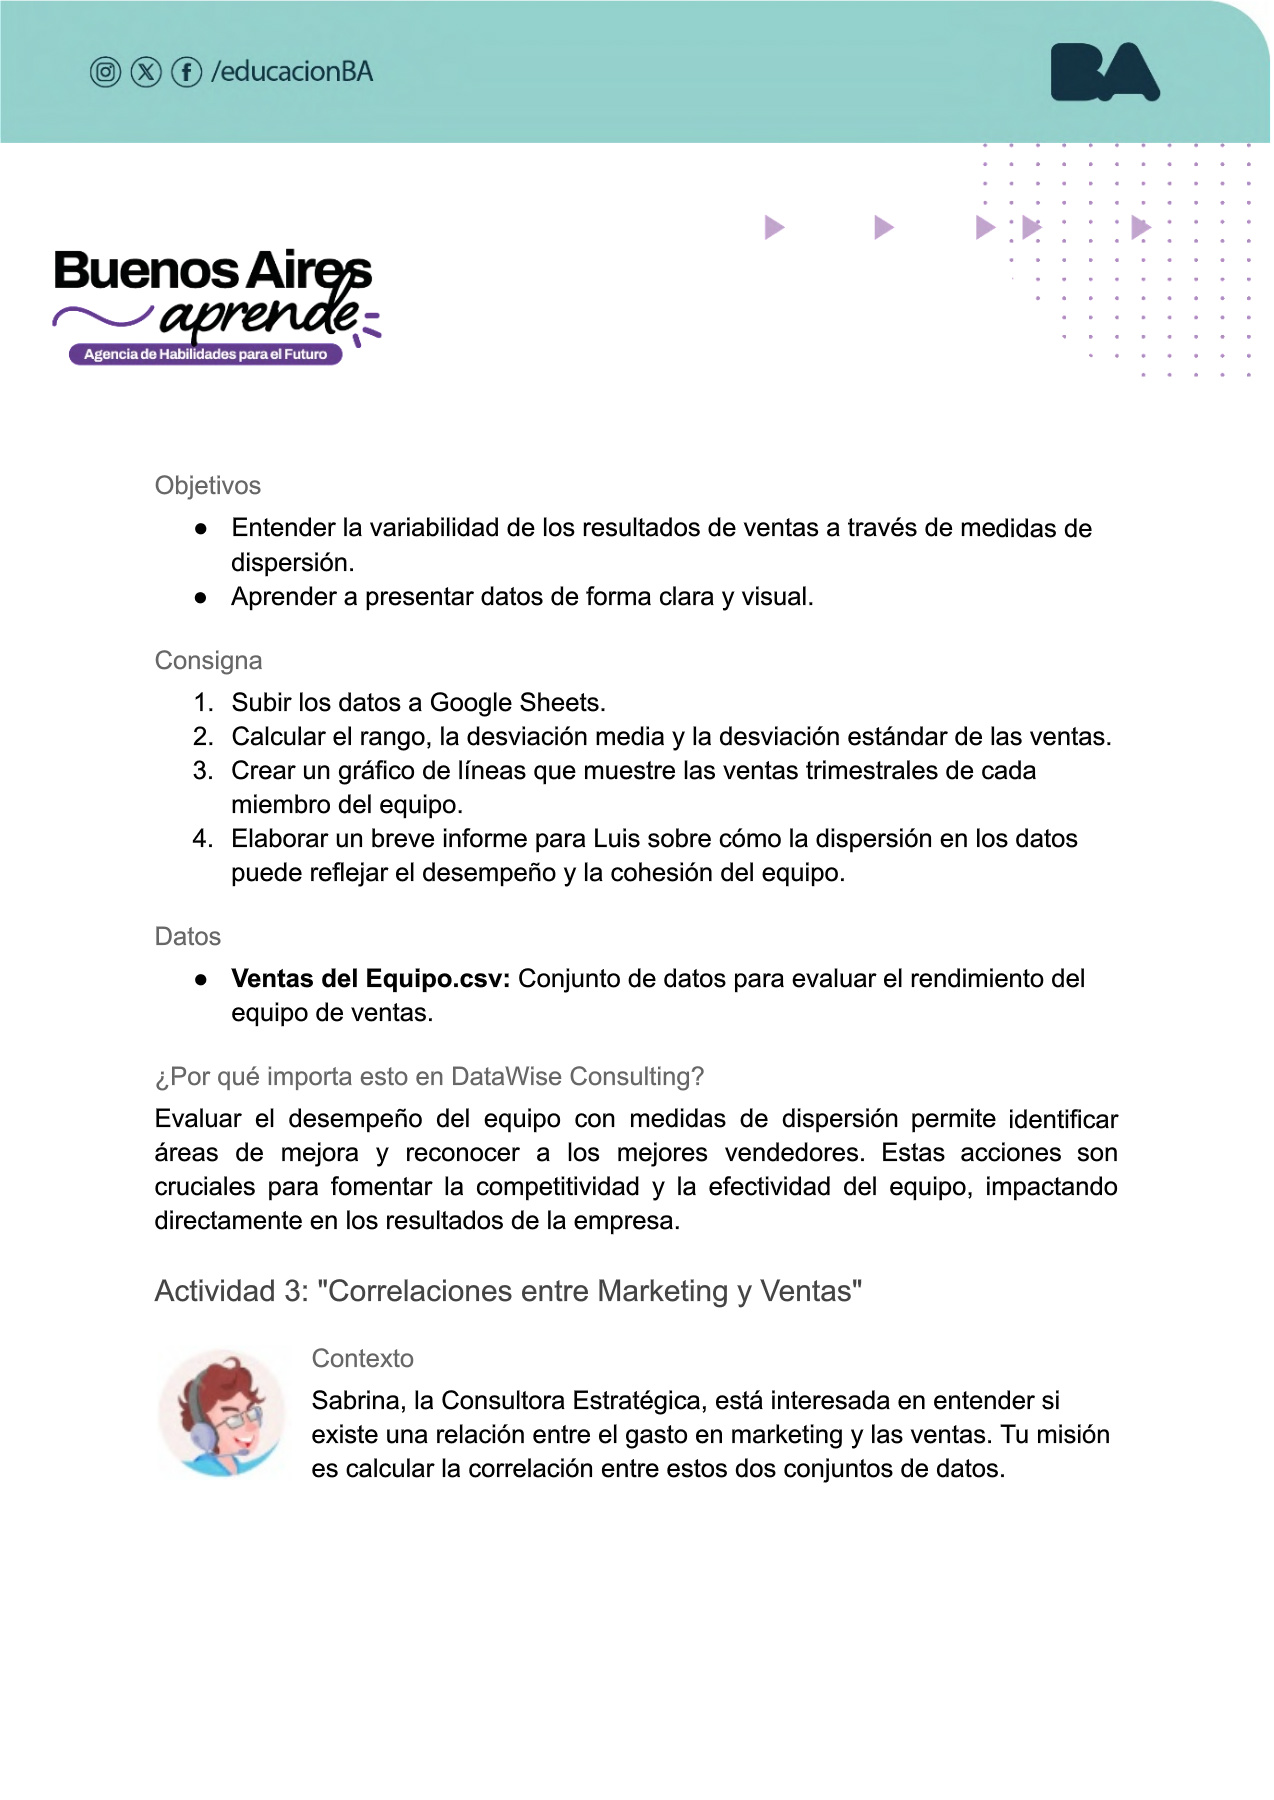 /educacionBA
BA
Buenos Aires
aprende
Agencia de Habilidades para el Futuro
Objetivos
● Entender la variabilidad de los resultados de ventas a través de medidas de
dispersión.
● Aprender a presentar datos de forma clara y visual.
Consigna
1. Subir los datos a Google Sheets.
2. Calcular el rango, la desviación media y la desviación estándar de las ventas.
3. Crear un gráfico de líneas que muestre las ventas trimestrales de cada
miembro del equipo.
4. Elaborar un breve informe para Luis sobre cómo la dispersión en los datos
puede reflejar el desempeño y la cohesión del equipo.
Datos
● Ventas del Equipo.csv: Conjunto de datos para evaluar el rendimiento del
equipo de ventas.
¿Por qué importa esto en DataWise Consulting?
Evaluar el desempeño del equipo con medidas de dispersión permite identificar
áreas de mejora y reconocer a los mejores vendedores. Estas acciones son
cruciales para fomentar la competitividad y la efectividad del equipo, impactando
directamente en los resultados de la empresa.
Actividad 3: "Correlaciones entre Marketing y Ventas"
Contexto
Sabrina, la Consultora Estratégica, está interesada en entender si
existe una relación entre el gasto en marketing y las ventas. Tu misión
es calcular la correlación entre estos dos conjuntos de datos.